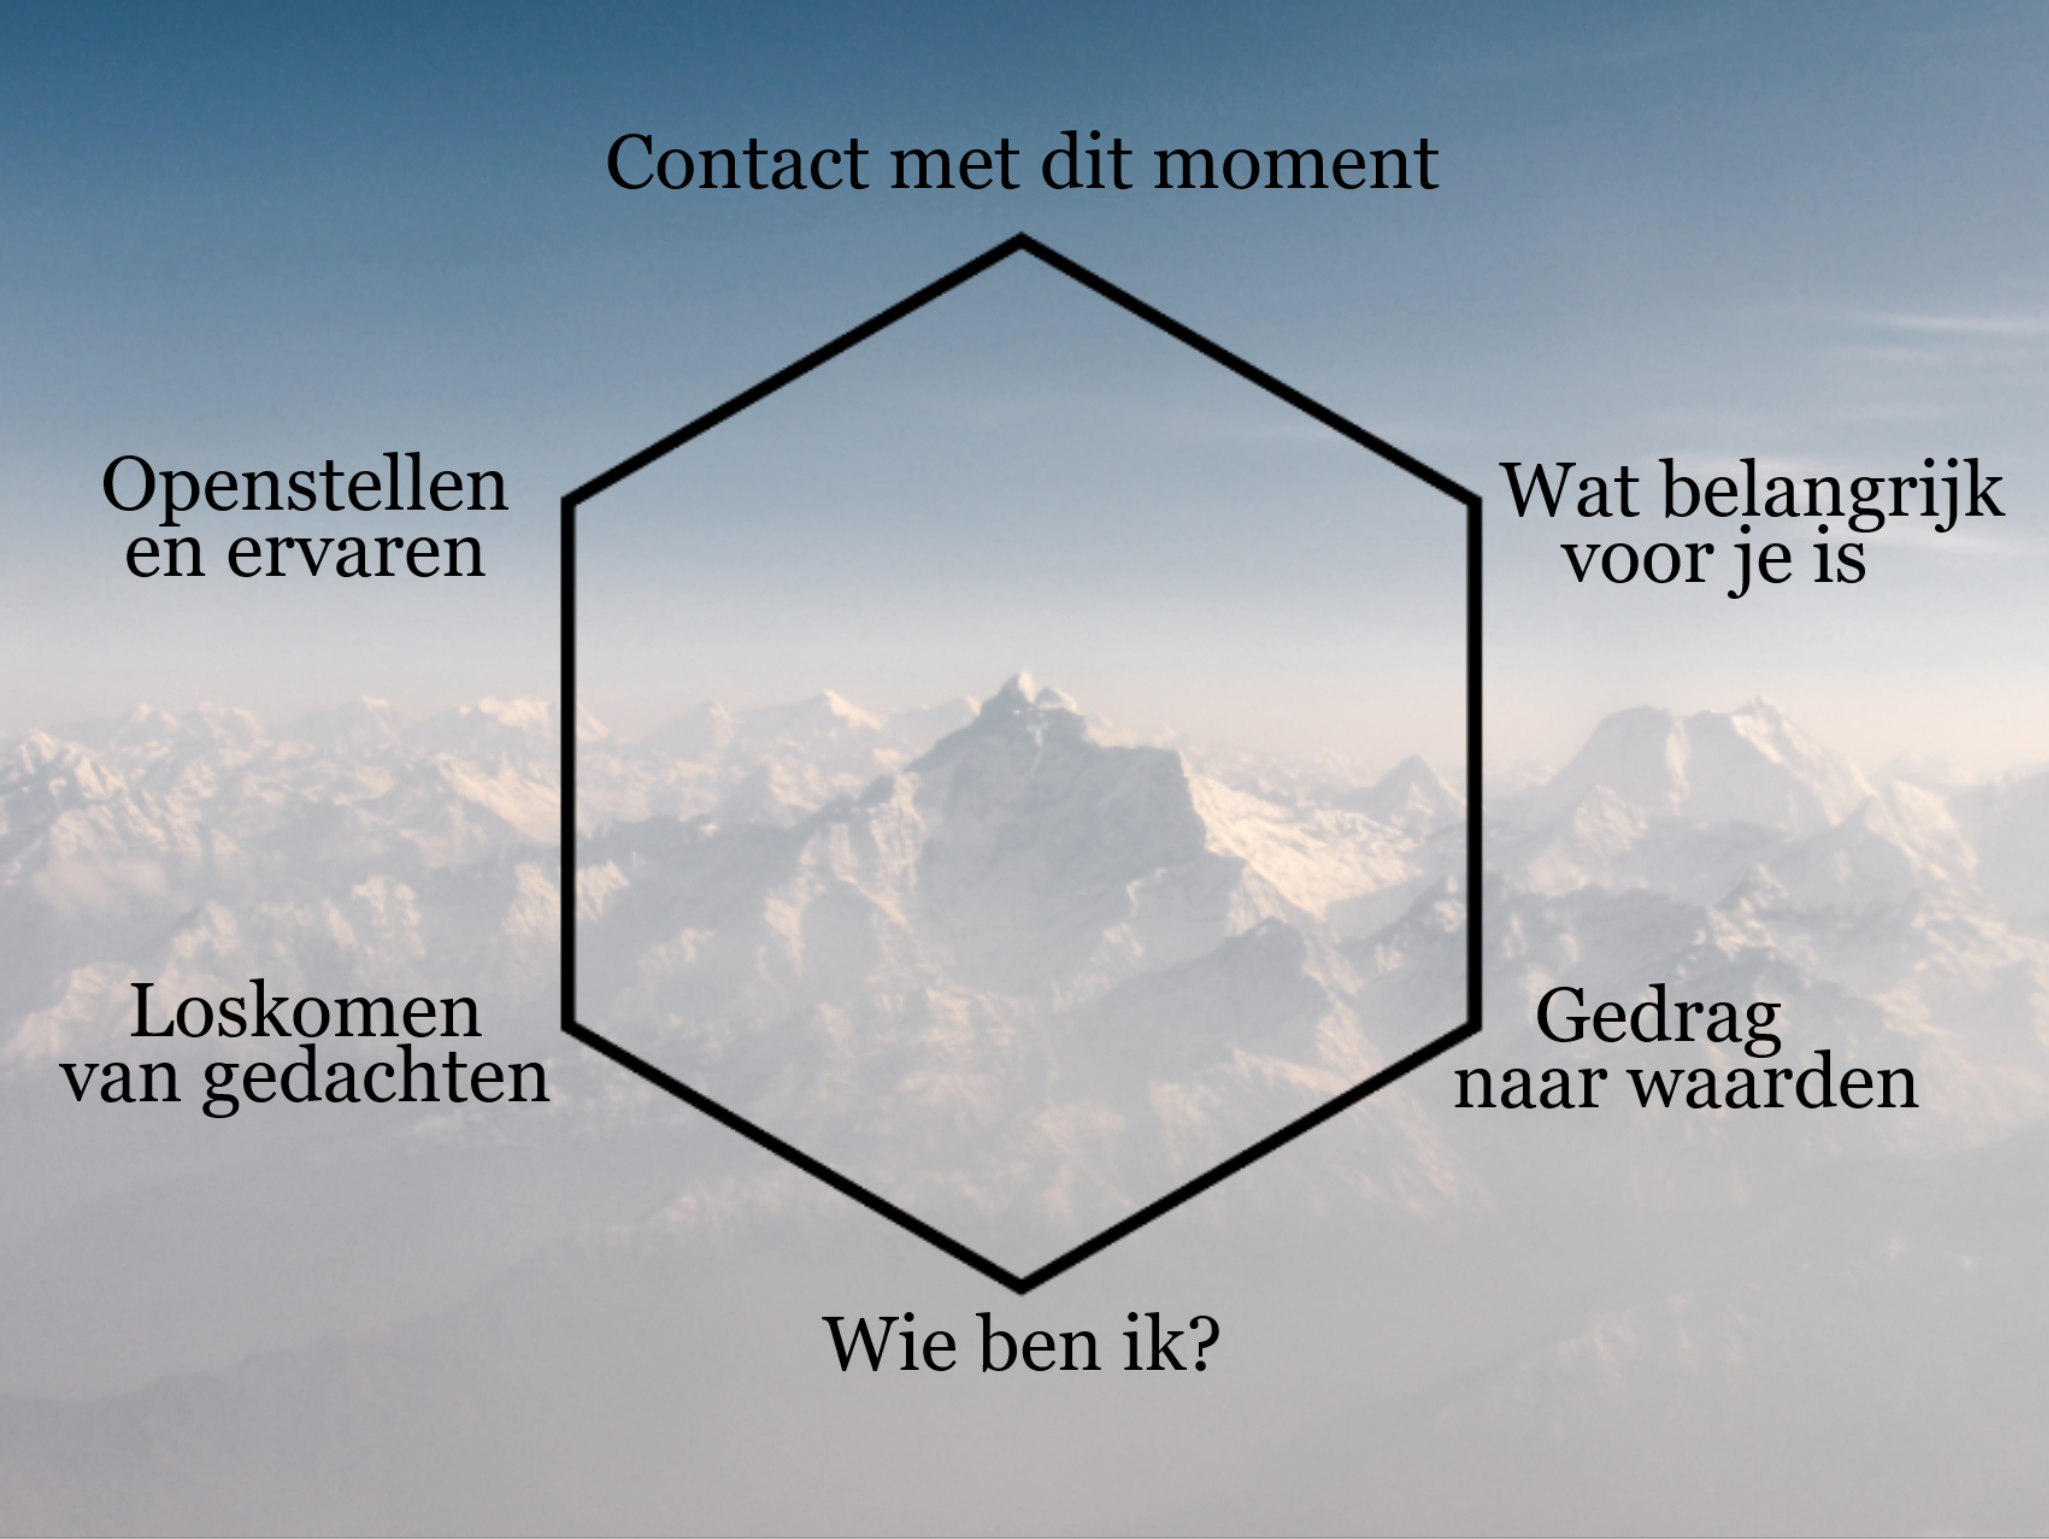 Contact met dit moment
Openstellen
en ervaren
Wat belangrijk
voor je is
Loskomen
van gedachten
Gedrag
naar waarden
Wie ben ik?